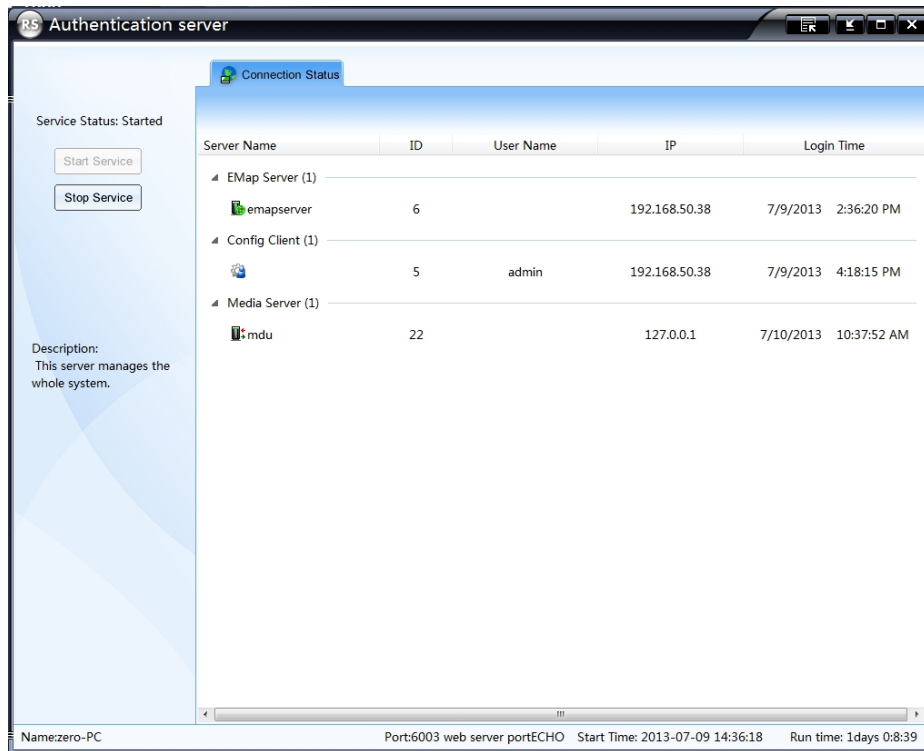 RS Authentication server
Connection Status
Service Status: Started
Start Service
Stop Service
Description:
This server manages the
whole system.
Server Name ID User Name IP Login Time
EMap Server (1)
emapserver 6 192.168.50.38 7/9/2013 2:36:20 PM
Config Client (1)
5 admin 192.168.50.38 7/9/2013 4:18:15 PM
Media Server (1)
mdu 22 127.0.0.1 7/10/2013 10:37:52 AM
Name:zero-PC Port:6003 web server portECHO Start Time: 2013-07-09 14:36:18 Run time: 1days 0:8:39